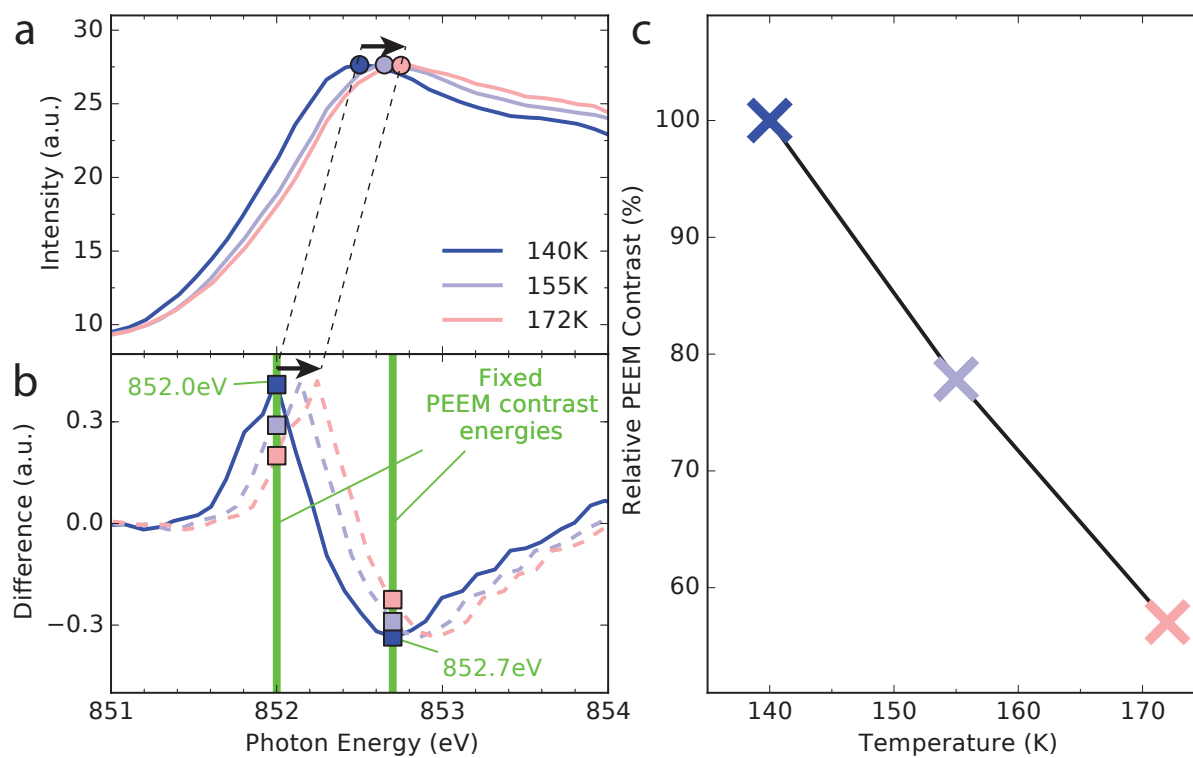 a
30
25
20
15
10
Intensity (a.u.)
140K
155K
172K
b
852.0eV
Fixed
PEEM contrast
energies
852.7eV
0.3
0.0
−0.3
Difference (a.u.)
851
852
853
854
Photon Energy (eV)
c
100
90
80
70
60
Relative PEEM Contrast (%)
140
150
160
170
Temperature (K)